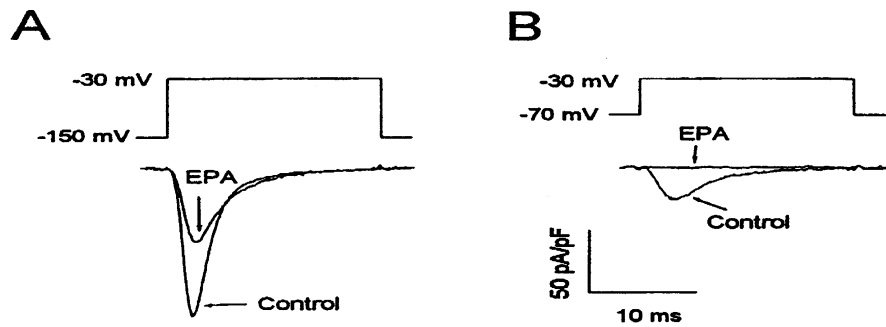 A
-30 mV
-150 mV
EPA
Control
B
-30 mV
-70 mV
EPA
Control
50 pA/pF
10 ms